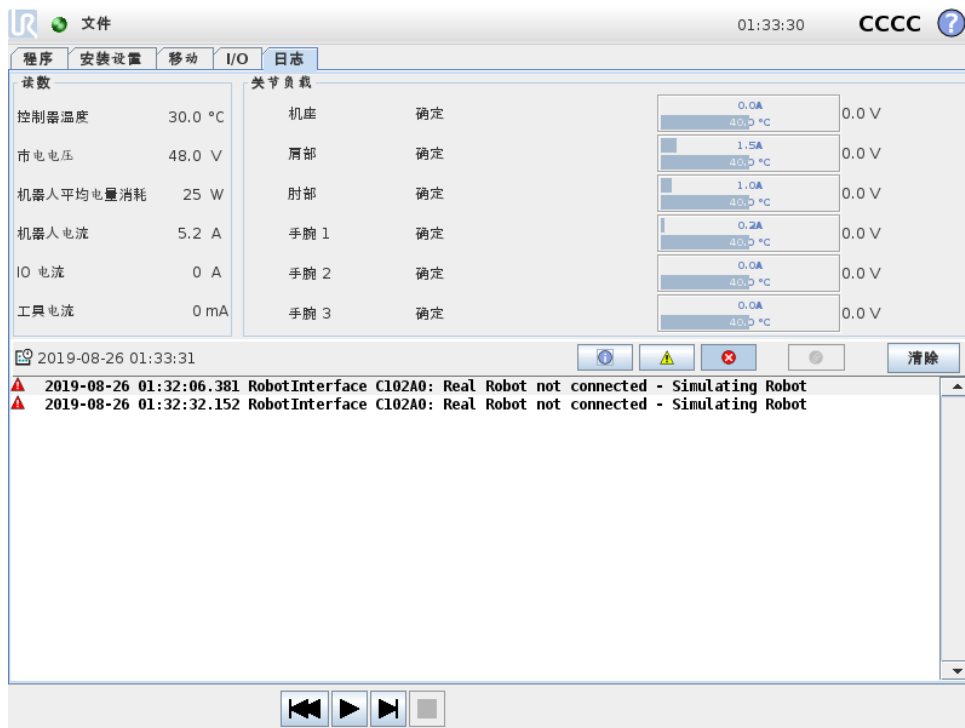 UR 文件 01:33:30 CCCC ?
程序 安装设置 移动 I/O 日志
读数 关节负载
控制器温度 30.0 °C
市电电压 48.0 V
机器人平均电量消耗 25 W
机器人电流 5.2 A
IO 电流 0 A
工具电流 0 mA
机座 确定 0.0A 40.0 °C 0.0 V
肩部 确定 1.5A 40.0 °C 0.0 V
肘部 确定 1.0A 40.0 °C 0.0 V
手腕 1 确定 0.2A 40.0 °C 0.0 V
手腕 2 确定 0.0A 40.0 °C 0.0 V
手腕 3 确定 0.0A 40.0 °C 0.0 V
2019-08-26 01:33:31 清除
2019-08-26 01:32:06.381 RobotInterface C102A0: Real Robot not connected - Simulating Robot
2019-08-26 01:32:32.152 RobotInterface C102A0: Real Robot not connected - Simulating Robot